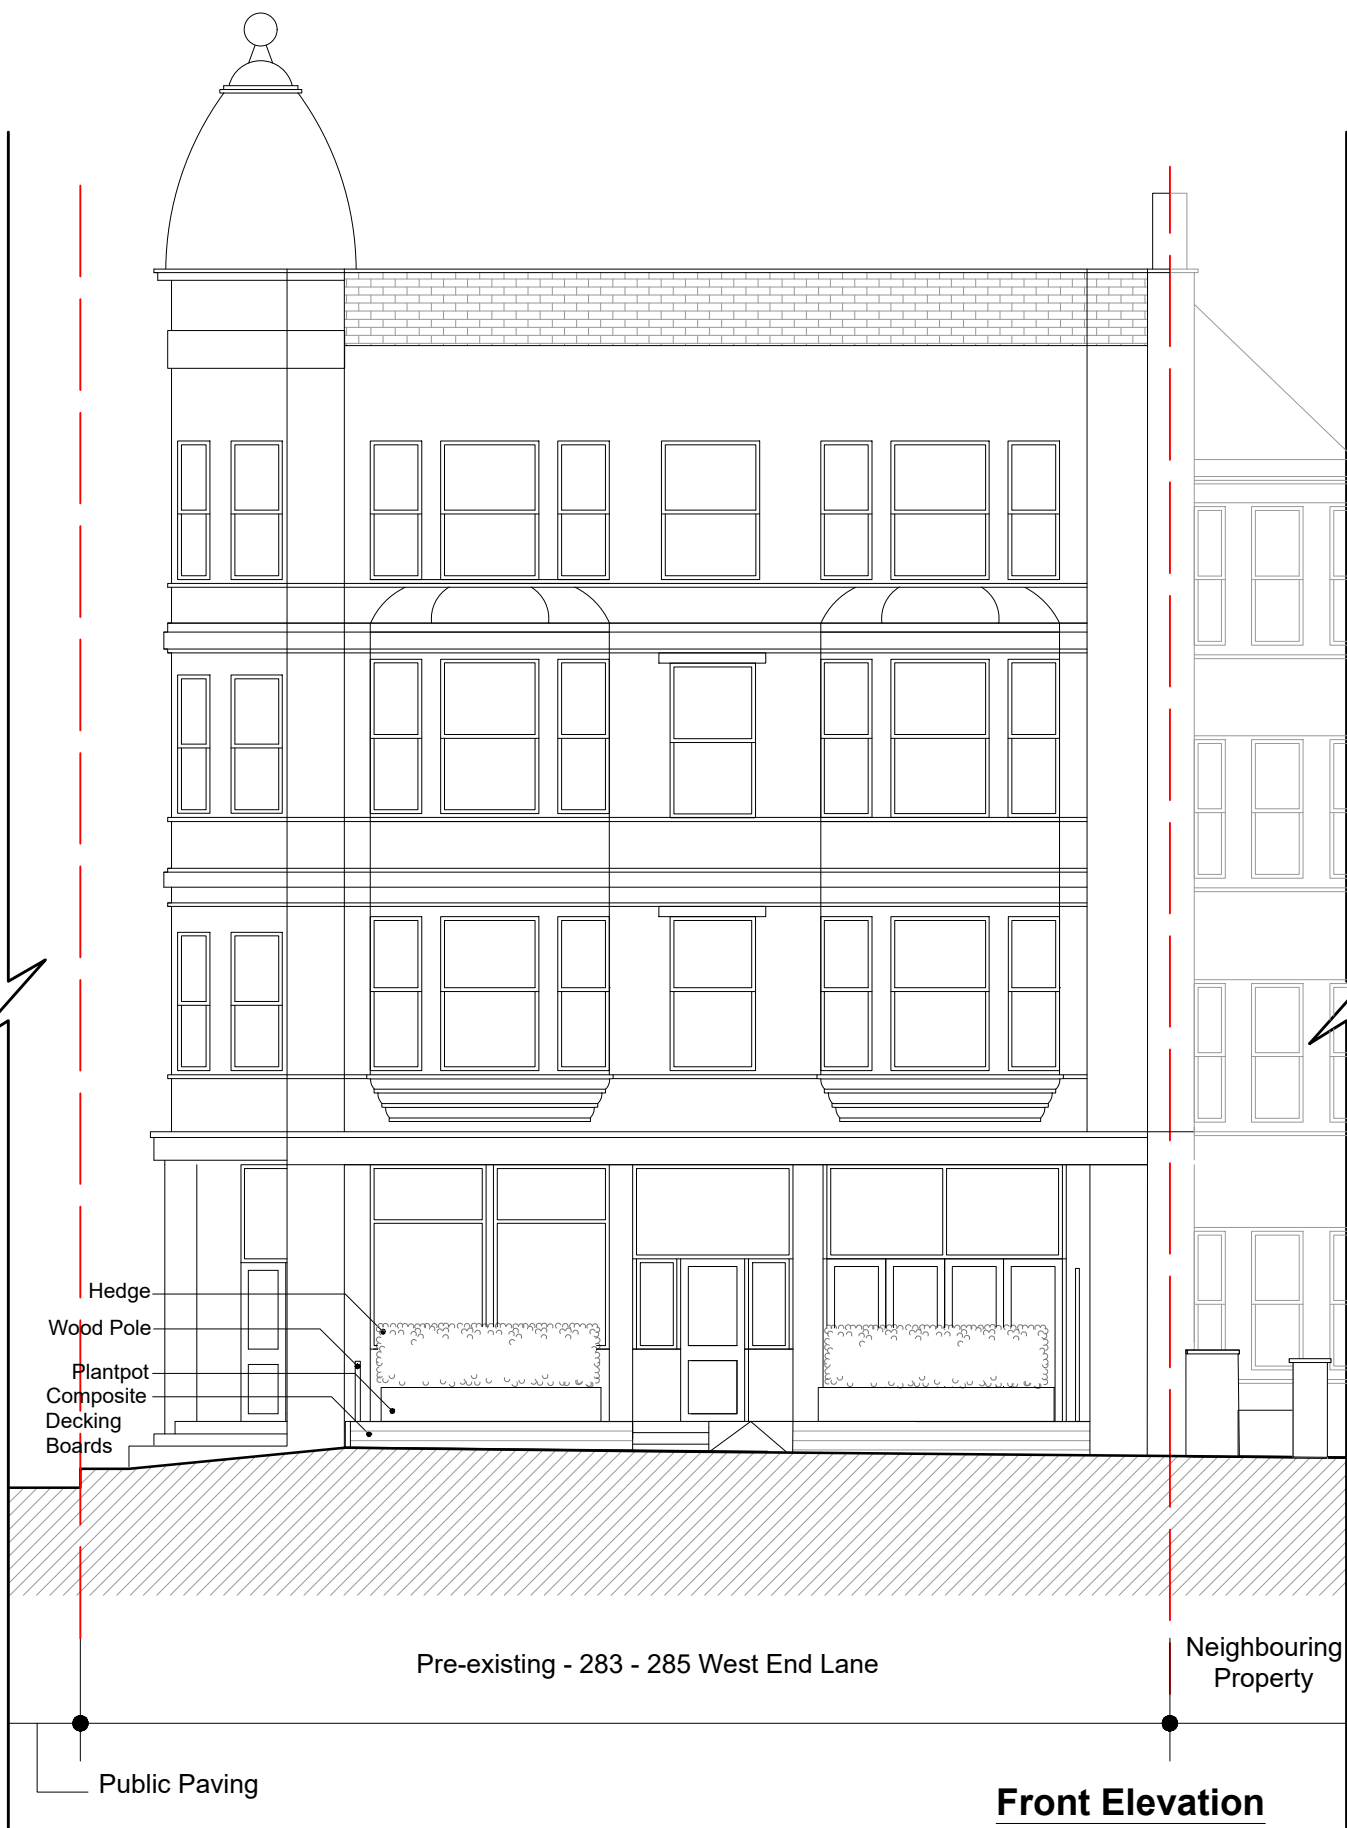 Hedge
Wood Pole
Plantpot
Composite
Decking
Boards
Pre-existing - 283 - 285 West End Lane
Neighbouring
Property
Public Paving
Front Elevation